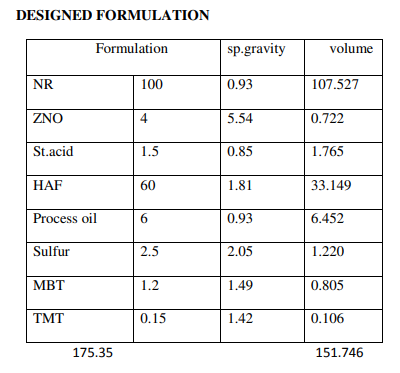 DESIGNED FORMULATION
Formulation sp.gravity volume
NR 100 0.93 107.527
ZNO 4 5.54 0.722
St.acid 1.5 0.85 1.765
HAF 60 1.81 33.149
Process oil 6 0.93 6.452
Sulfur 2.5 2.05 1.220
MBT 1.2 1.49 0.805
TMT 0.15 1.42 0.106
175.35 151.746